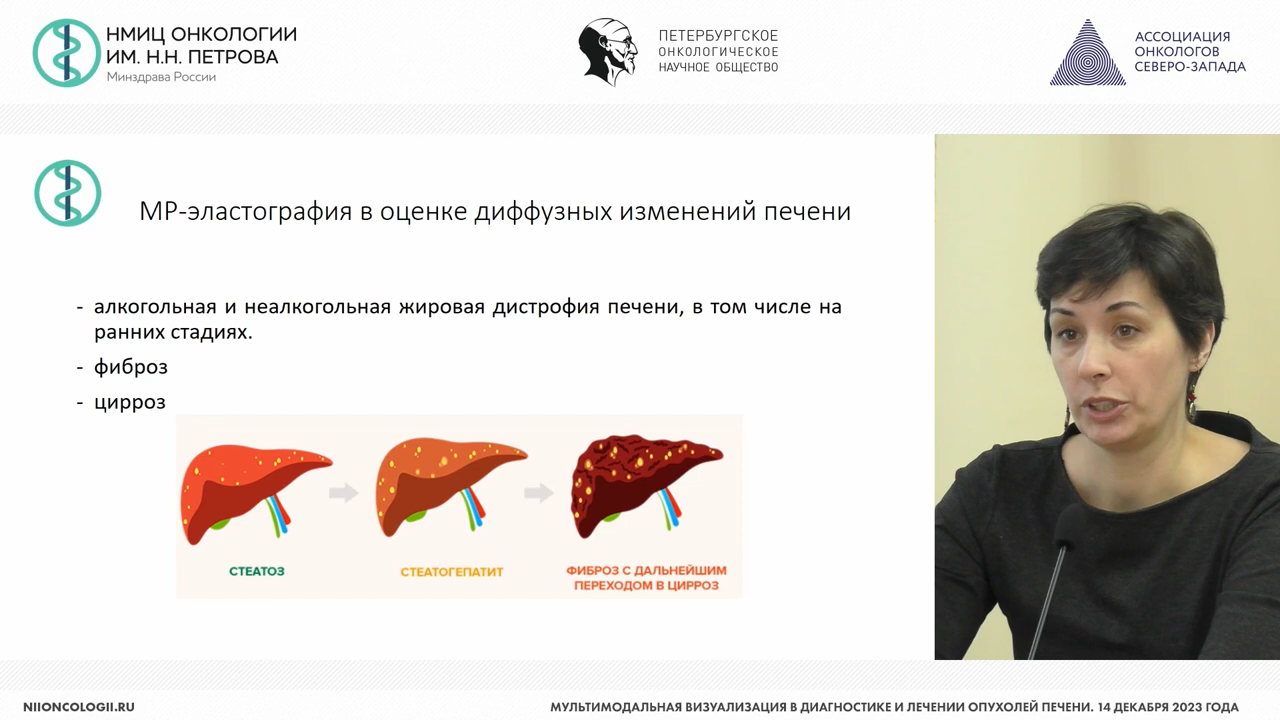 НМИЦ ОНКОЛОГИИ
ИМ. Н.Н. ПЕТРОВА
Минздрава России
ПЕТЕРБУРГСКОЕ
ОНКОЛОГИЧЕСКОЕ
НАУЧНОЕ ОБЩЕСТВО
АССОЦИАЦИЯ
ОНКОЛОГОВ
СЕВЕРО-ЗАПАДА
МР-эластография в оценке диффузных изменений печени
- алкогольная и неалкогольная жировая дистрофия печени, в том числе на
ранних стадиях.
- фиброз
- цирроз
СТЕАТОЗ
СТЕАТОГЕПАТИТ
ФИБРОЗ С ДАЛЬНЕЙШИМ
ПЕРЕХОДОМ В ЦИРРОЗ
NIIONCOLOGII.RU
МУЛЬТИМОДАЛЬНАЯ ВИЗУАЛИЗАЦИЯ В ДИАГНОСТИКЕ И ЛЕЧЕНИИ ОПУХОЛЕЙ ПЕЧЕНИ. 14 ДЕКАБРЯ 2023 ГОДА